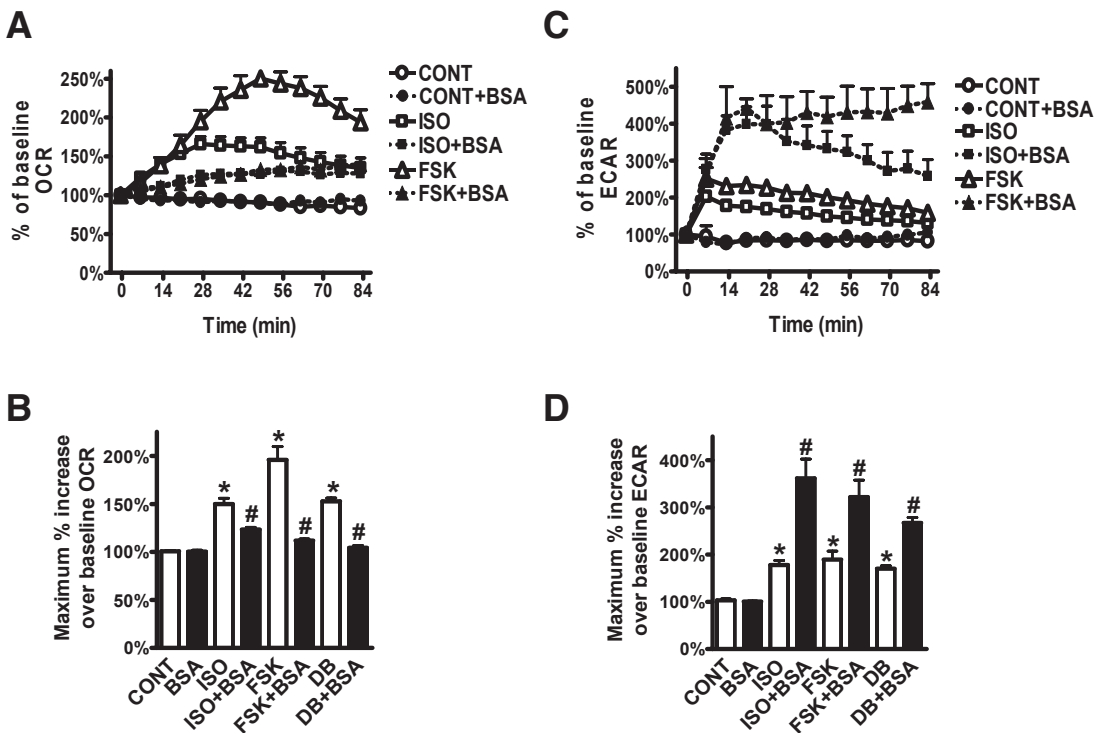 A
% of baseline
OCR
250%
200%
150%
100%
50%
0%
0 14 28 42 56 70 84
Time (min)
CONT
CONT+BSA
ISO
ISO+BSA
FSK
FSK+BSA
C
% of baseline
ECAR
500%
400%
300%
200%
100%
0%
0 14 28 42 56 70 84
Time (min)
CONT
CONT+BSA
ISO
ISO+BSA
FSK
FSK+BSA
B
Maximum % increase
over baseline OCR
200%
150%
100%
50%
0%
* # * # * #
CONT BSA ISO ISO+BSA FSK FSK+BSA DB DB+BSA
D
Maximum % increase
over baseline ECAR
400%
300%
200%
100%
0%
* # * # * #
CONT BSA ISO ISO+BSA FSK FSK+BSA DB DB+BSA